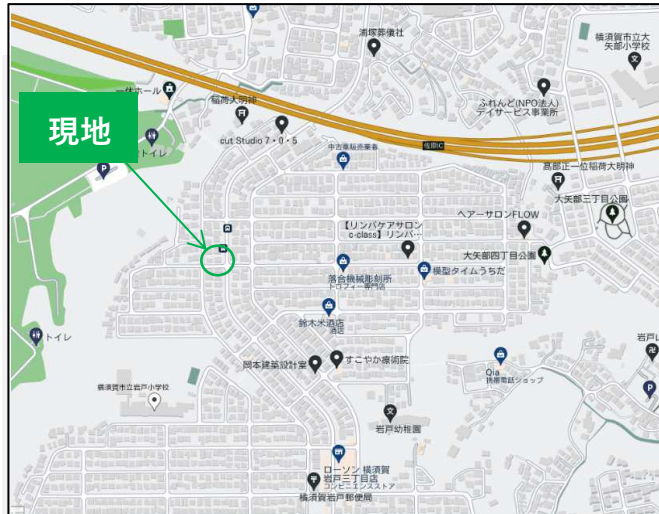 浦塚葬儀社
横須賀市立大
矢部小学校
一休ホール
現地
稲荷大明神
cut Studio 7・0・5
ふれんど(NPO法人)
デイサービス事業所
トイレ
P
中古車販売業者
佐原IC
髙部正一位稲荷大明神
大矢部三丁目公園
【リンパケアサロン
c-class】リンパ…
ヘアーサロンFLOW
大矢部四丁目公園
落合機械彫刻所
トロフィー専門店
模型タイムうちだ
鈴木米酒店
酒店
トイレ
岡本建築設計室
すこやか療術院
Qia
携帯電話ショップ
P
横須賀市立岩戸小学校
岩戸幼稚園
ローソン 横須賀
岩戸三丁目店
コンビニエンスストア
横須賀岩戸郵便局